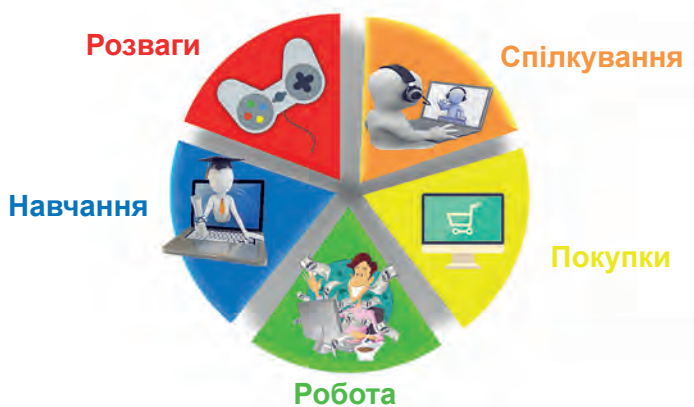 Розваги
Спілкування
Навчання
Покупки
Робота